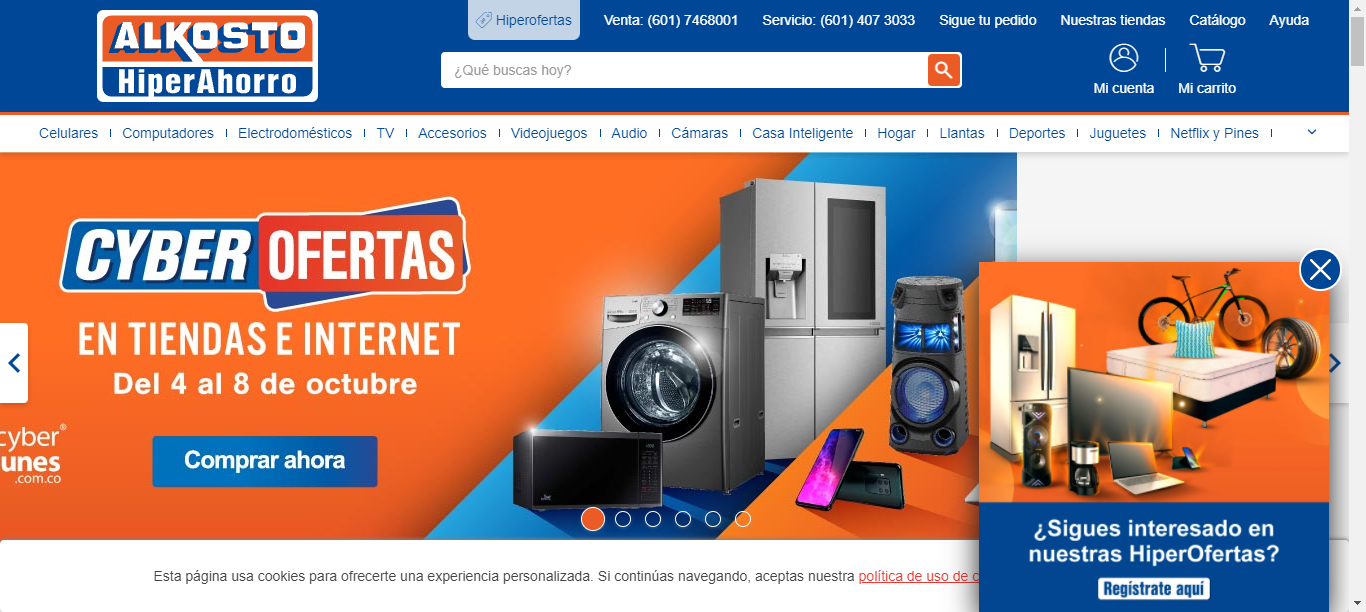 ALKOSTO
HiperAhorro
Hiperofertas
Venta: (601) 7468001
Servicio: (601) 407 3033
Sigue tu pedido
Nuestras tiendas
Catálogo
Ayuda
¿Qué buscas hoy?
Mi cuenta
Mi carrito
Celulares
Computadores
Electrodomésticos
TV
Accesorios
Videojuegos
Audio
Cámaras
Casa Inteligente
Hogar
Llantas
Deportes
Juguetes
Netflix y Pines
CYBER OFERTAS
EN TIENDAS E INTERNET
Del 4 al 8 de octubre
cyber®
unes
.com.co
Comprar ahora
¿Sigues interesado en
nuestras HiperOfertas?
Regístrate aquí
Esta página usa cookies para ofrecerte una experiencia personalizada. Si continúas navegando, aceptas nuestra política de uso de c